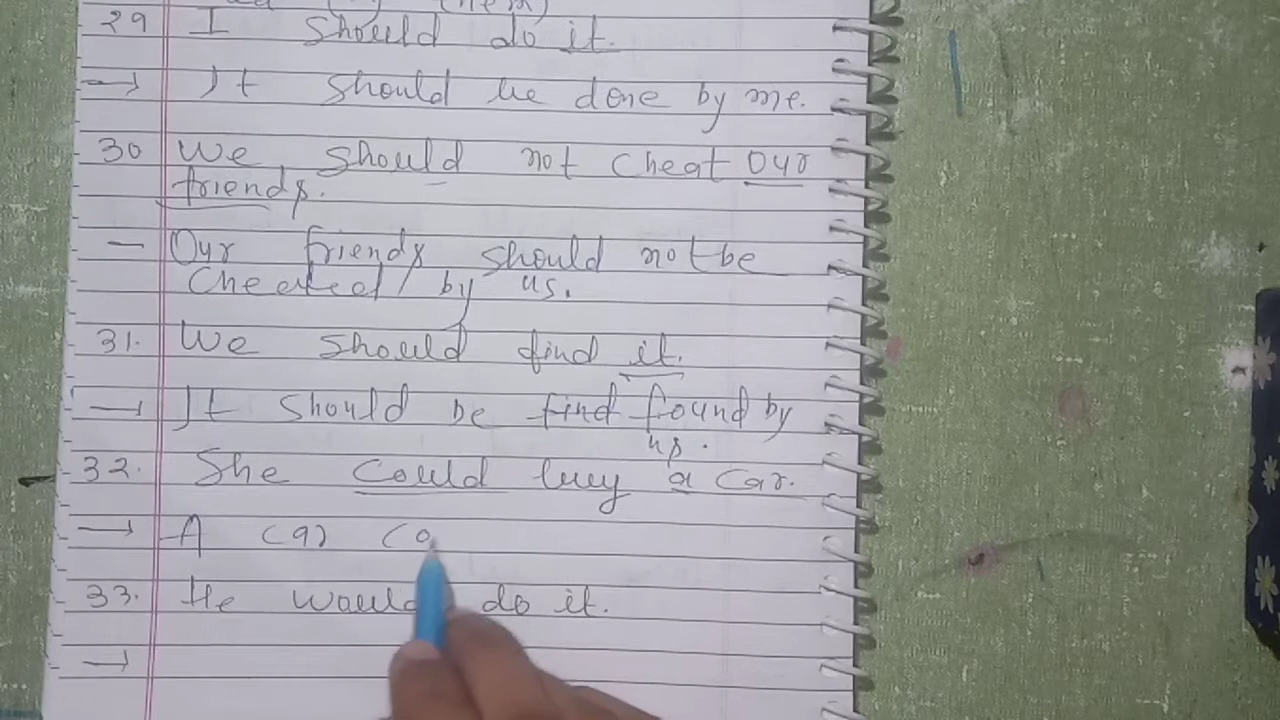 29 I should do it.
→ It should be done by me.
30 We should not cheat our
friends.
- Our friends should not be
Cheated by us.
31. We should find it.
→ It should be find found by
us.
32. She could buy a car.
→ A car co
33. He would do it.
→